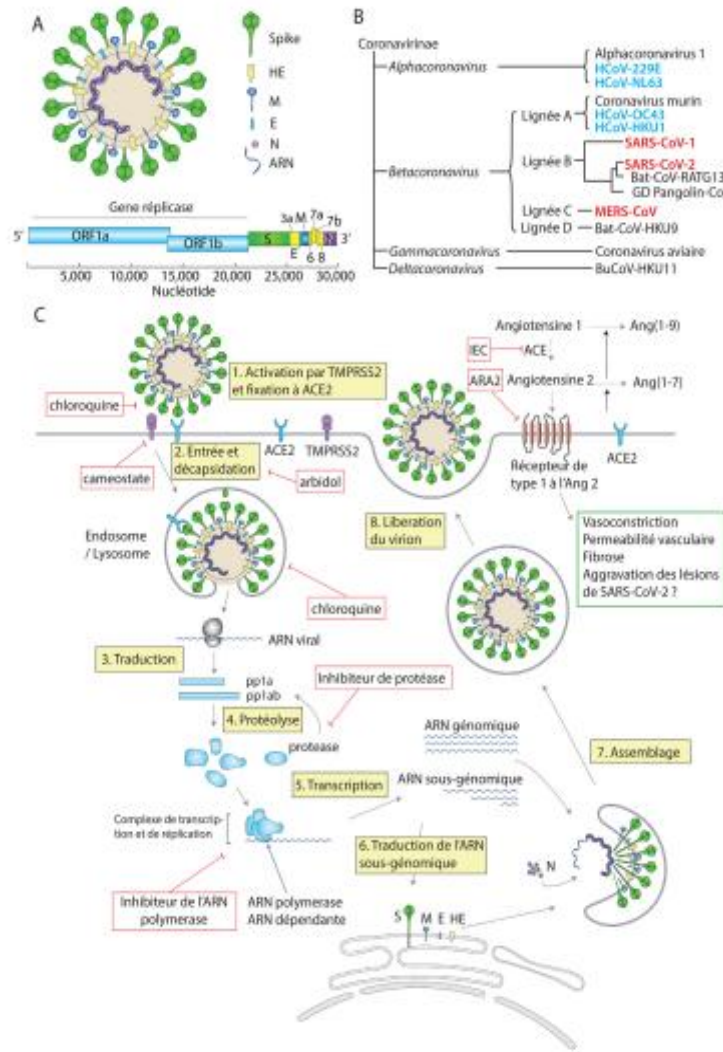 A
Spike
HE
M
E
N
ARN
Gene réplicase
5'
ORF1a
ORF1b
S
3a
M
7a
7b
E
6
8
N
3'
5,000
10,000
15,000
20,000
25,000
30,000
Nucléotide
B
Coronavirinae
Alphacoronavirus
Alphacoronavirus 1
HCoV-229E
HCoV-NL63
Betacoronavirus
Lignée A
Coronavirus murin
HCoV-OC43
HCoV-HKU1
Lignée B
SARS-CoV-1
SARS-CoV-2
Bat-CoV-RATG13
GD Pangolin-Co
Lignée C
MERS-CoV
Lignée D
Bat-CoV-HKU9
Gammacoronavirus
Coronavirus aviaire
Deltacoronavirus
BuCoV-HKU11
C
1. Activation par TMPRSS2
et fixation à ACE2
chloroquine
2. Entrée et
décapsidation
ACE2
TMPRSS2
cameostate
arbidol
Endosome
/ Lysosome
chloroquine
ARN viral
3. Traduction
pp1a
pp1ab
4. Protéolyse
Inhibiteur de protéase
protease
5. Transcription
ARN génomique
ARN sous-génomique
Complexe de transcrip-
tion et de réplication
Inhibiteur de l'ARN
polymerase
ARN polymerase
ARN dépendante
6. Traduction de l'ARN
sous-génomique
S
M
E
HE
N
7. Assemblage
8. Liberation
du virion
Angiotensine 1
Ang(1-9)
IEC
ACE
ARA2
Angiotensine 2
Ang(1-7)
Récepteur de
type 1 à l'Ang 2
ACE2
Vasoconstriction
Permeabilité vasculaire
Fibrose
Aggravation des lésions
de SARS-CoV-2 ?